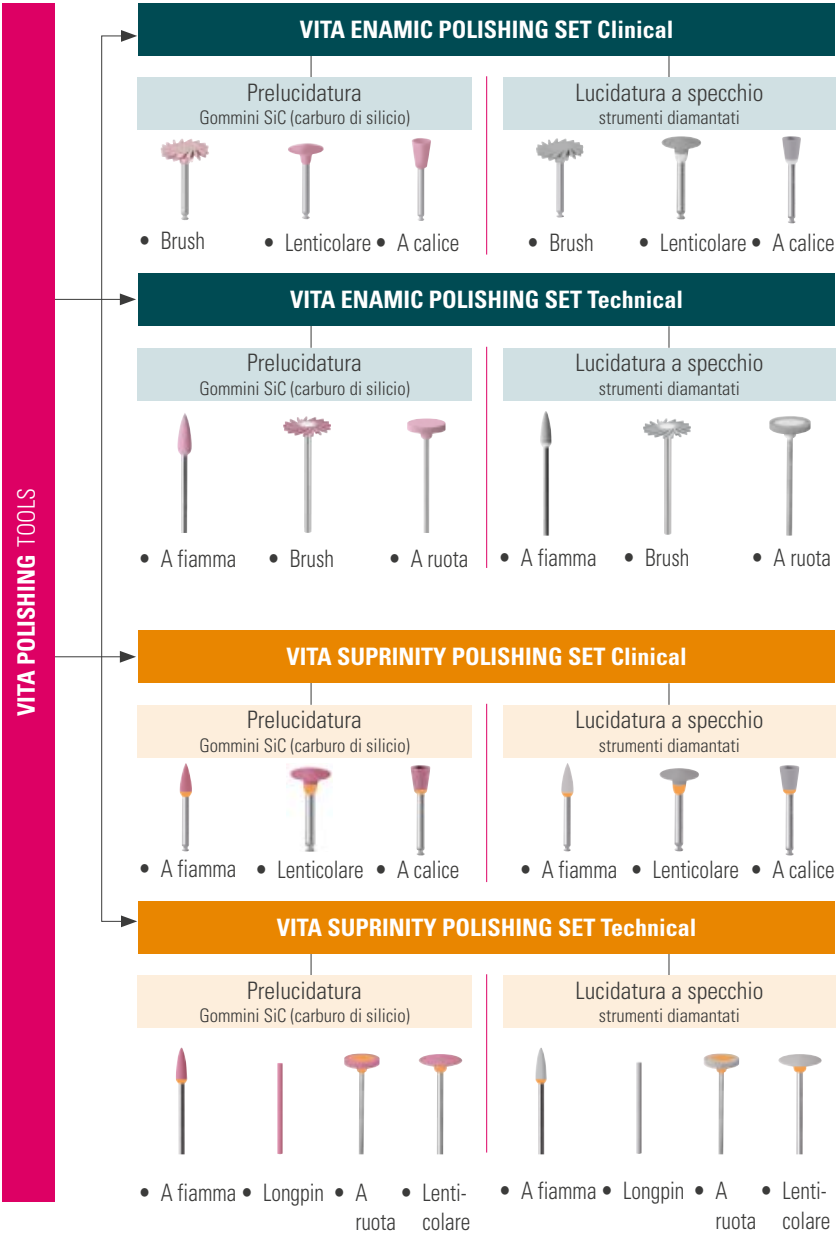 VITA POLISHING TOOLS
VITA ENAMIC POLISHING SET Clinical
Prelucidatura
Gommini SiC (carburo di silicio)
Lucidatura a specchio
strumenti diamantati
• Brush
• Lenticolare
• A calice
• Brush
• Lenticolare
• A calice
VITA ENAMIC POLISHING SET Technical
Prelucidatura
Gommini SiC (carburo di silicio)
Lucidatura a specchio
strumenti diamantati
• A fiamma
• Brush
• A ruota
• A fiamma
• Brush
• A ruota
VITA SUPRINITY POLISHING SET Clinical
Prelucidatura
Gommini SiC (carburo di silicio)
Lucidatura a specchio
strumenti diamantati
• A fiamma
• Lenticolare
• A calice
• A fiamma
• Lenticolare
• A calice
VITA SUPRINITY POLISHING SET Technical
Prelucidatura
Gommini SiC (carburo di silicio)
Lucidatura a specchio
strumenti diamantati
• A fiamma
• Longpin
• A
ruota
• Lenti-
colare
• A fiamma
• Longpin
• A
ruota
• Lenti-
colare